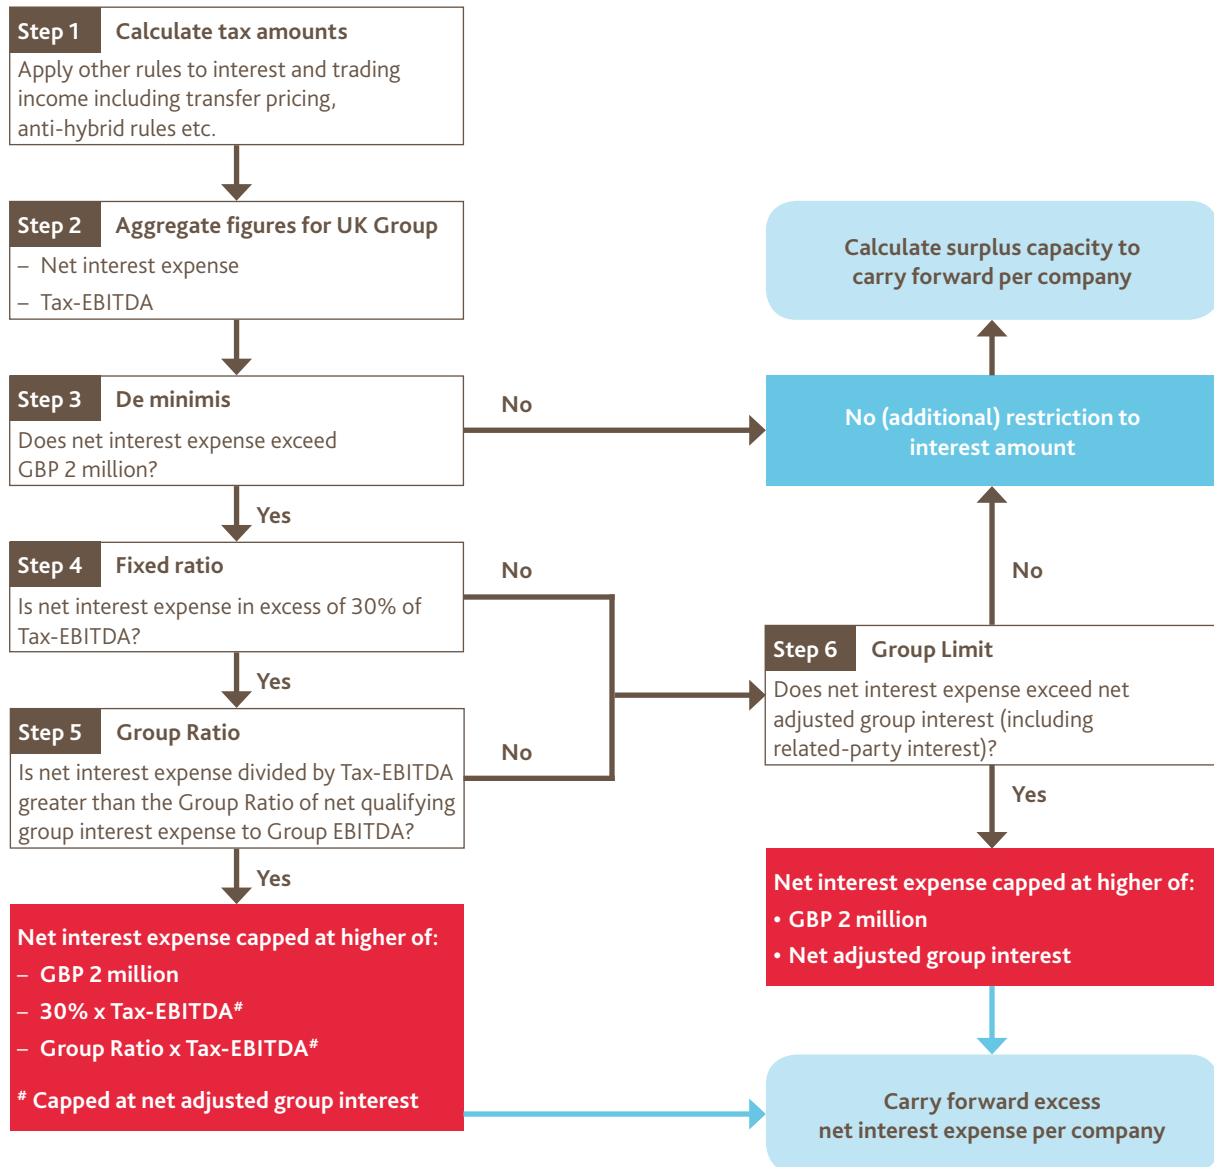 Step 1 Calculate tax amounts
Apply other rules to interest and trading
income including transfer pricing,
anti-hybrid rules etc.
Step 2 Aggregate figures for UK Group
– Net interest expense
– Tax-EBITDA
Calculate surplus capacity to
carry forward per company
Step 3 De minimis
Does net interest expense exceed
GBP 2 million?
No
No (additional) restriction to
interest amount
Yes
Step 4 Fixed ratio
Is net interest expense in excess of 30% of
Tax-EBITDA?
No
No
Yes
Step 5 Group Ratio
Is net interest expense divided by Tax-EBITDA
greater than the Group Ratio of net qualifying
group interest expense to Group EBITDA?
No
Step 6 Group Limit
Does net interest expense exceed net
adjusted group interest (including
related-party interest)?
Yes
Yes
Net interest expense capped at higher of:
– GBP 2 million
– 30% x Tax-EBITDA#
– Group Ratio x Tax-EBITDA#
# Capped at net adjusted group interest
Net interest expense capped at higher of:
• GBP 2 million
• Net adjusted group interest
Carry forward excess
net interest expense per company